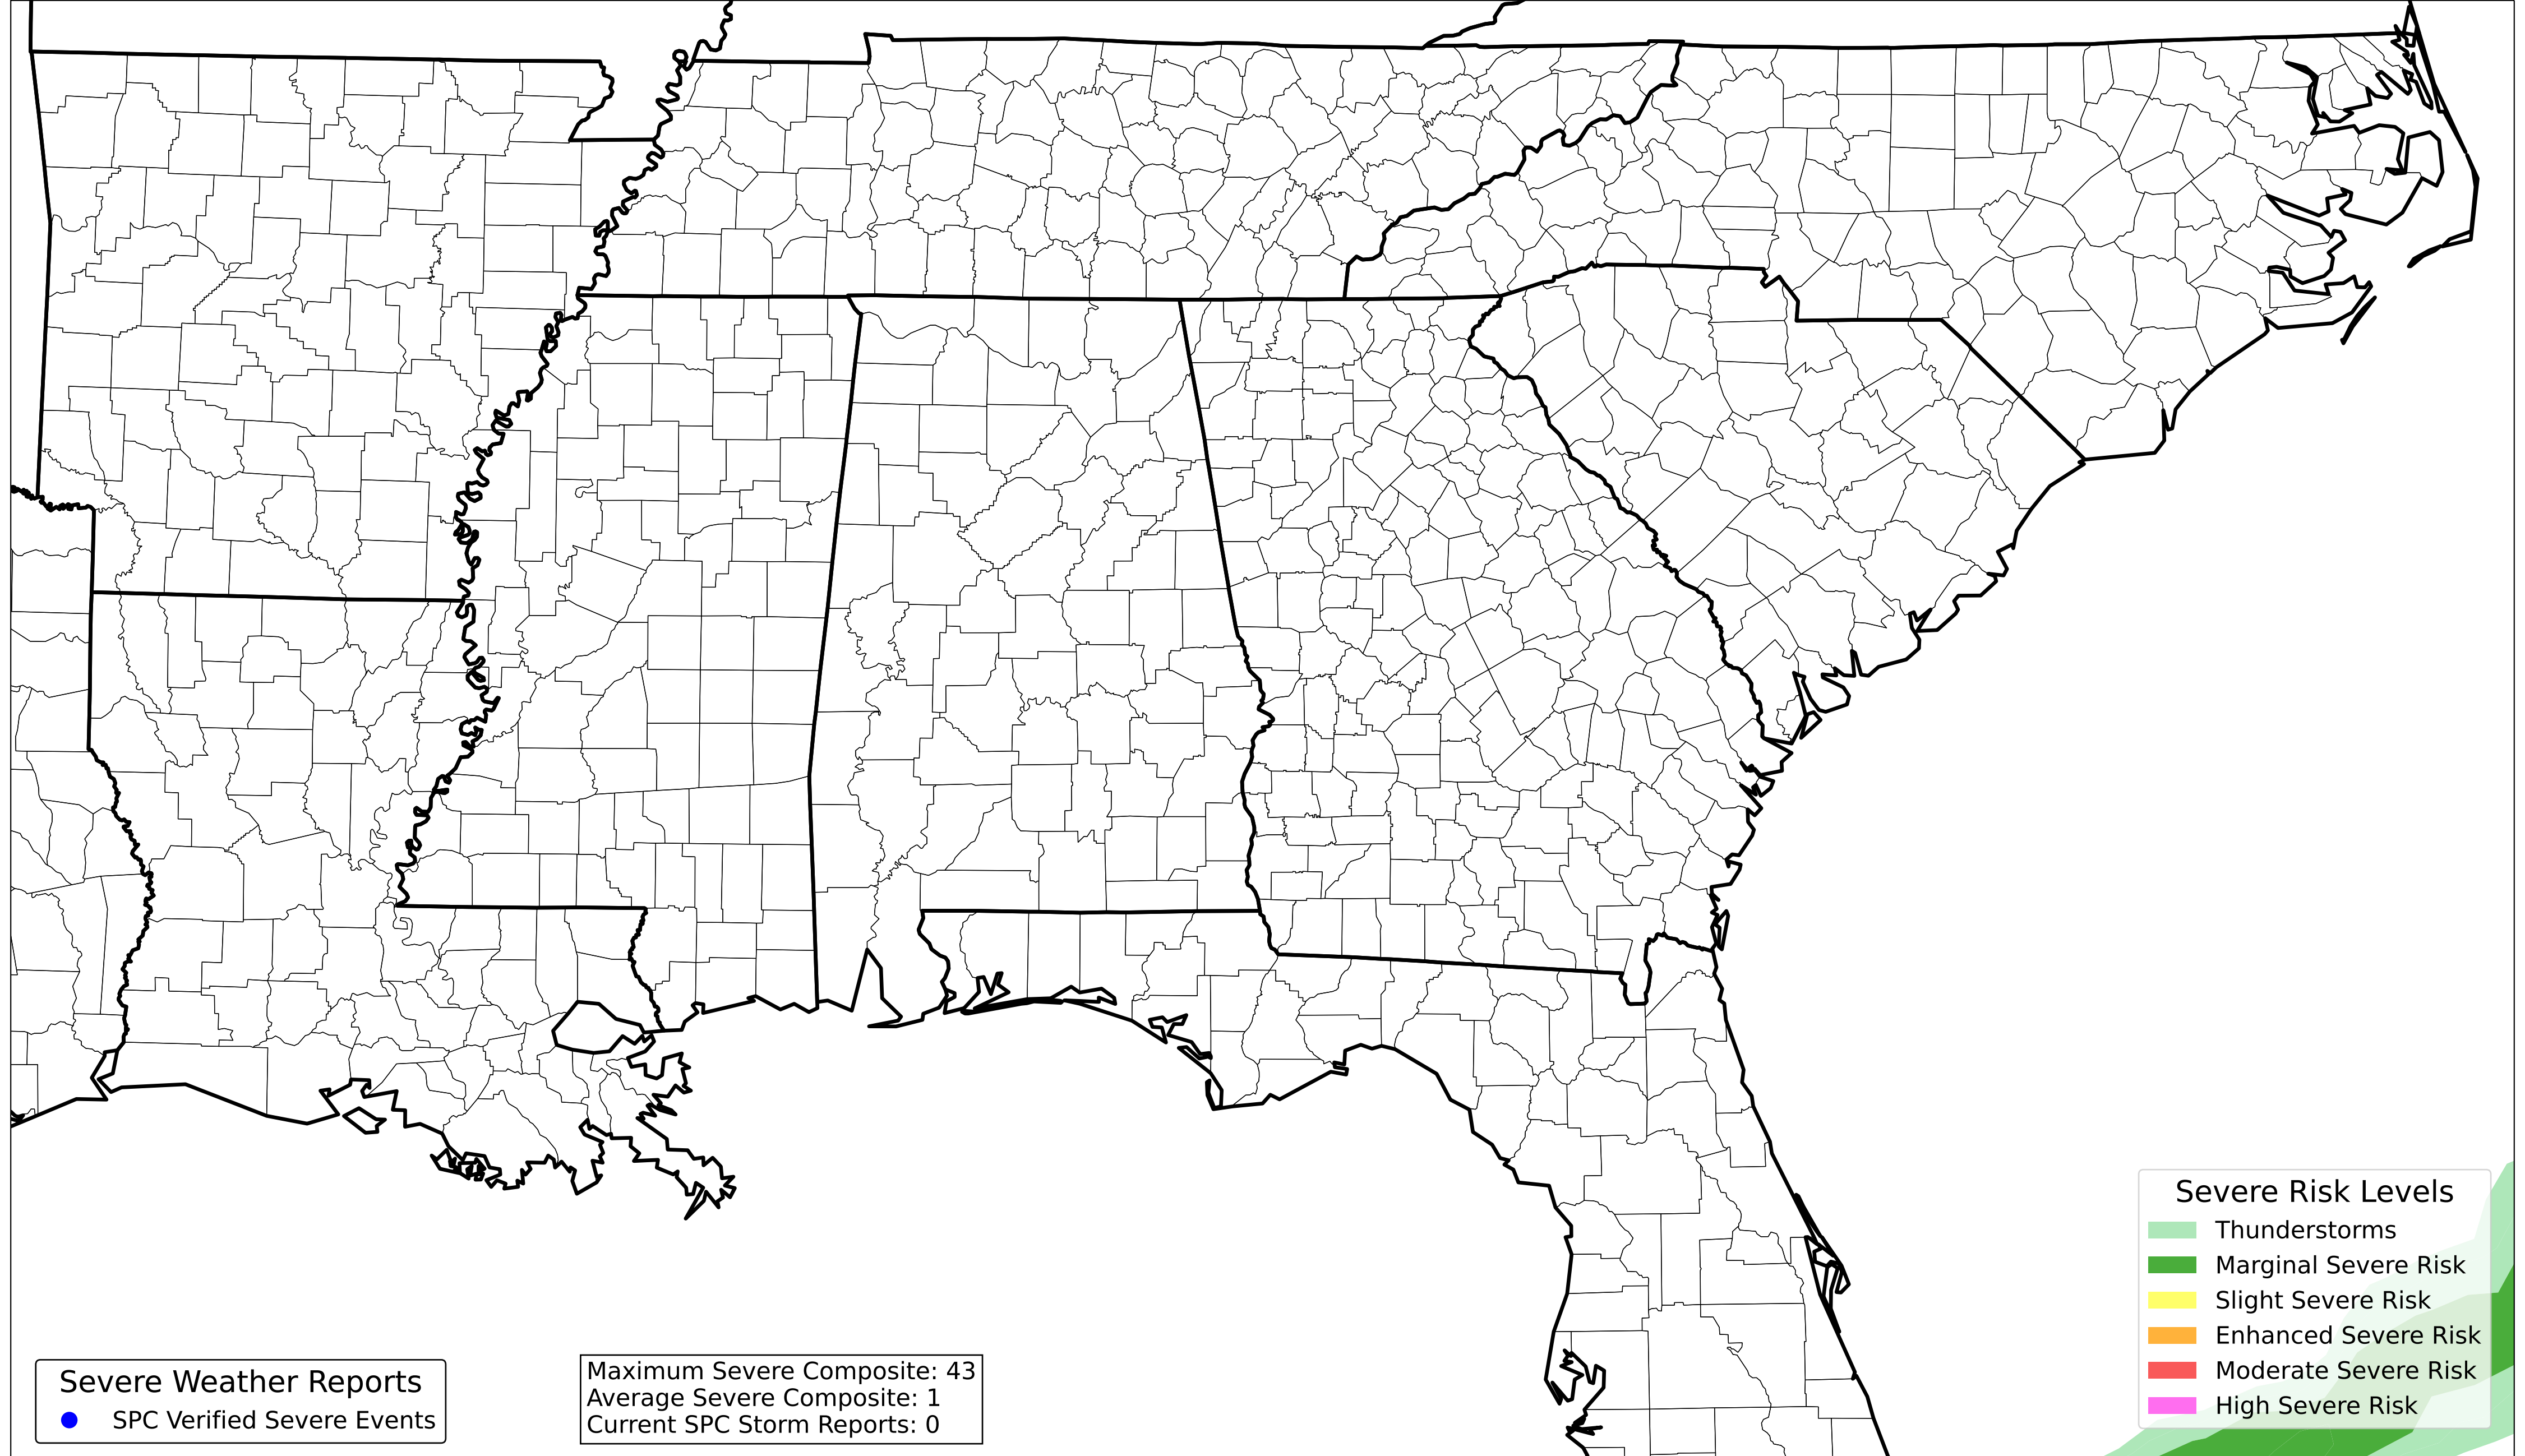 Severe Risk Levels
Thunderstorms
Marginal Severe Risk
Slight Severe Risk
Enhanced Severe Risk
Moderate Severe Risk
High Severe Risk
Severe Weather Reports
SPC Verified Severe Events
Maximum Severe Composite: 43
Average Severe Composite: 1
Current SPC Storm Reports: 0